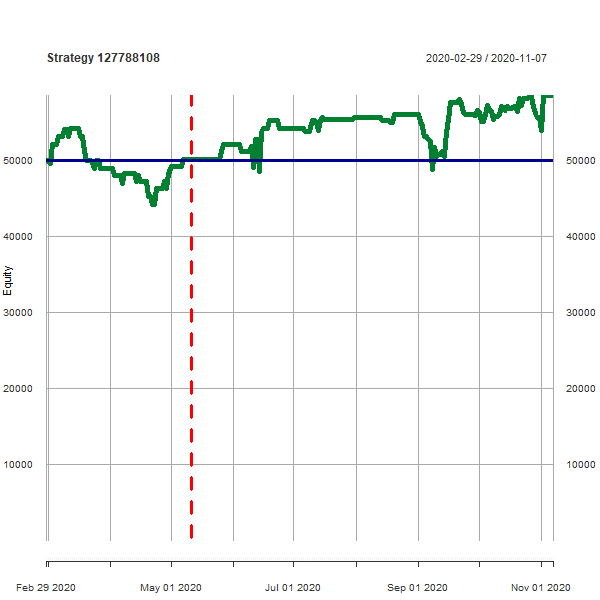 Strategy 127788108
2020-02-29 / 2020-11-07
50000
50000
40000
40000
Equity
30000
30000
20000
20000
10000
10000
Feb 29 2020
May 01 2020
Jul 01 2020
Sep 01 2020
Nov 01 2020